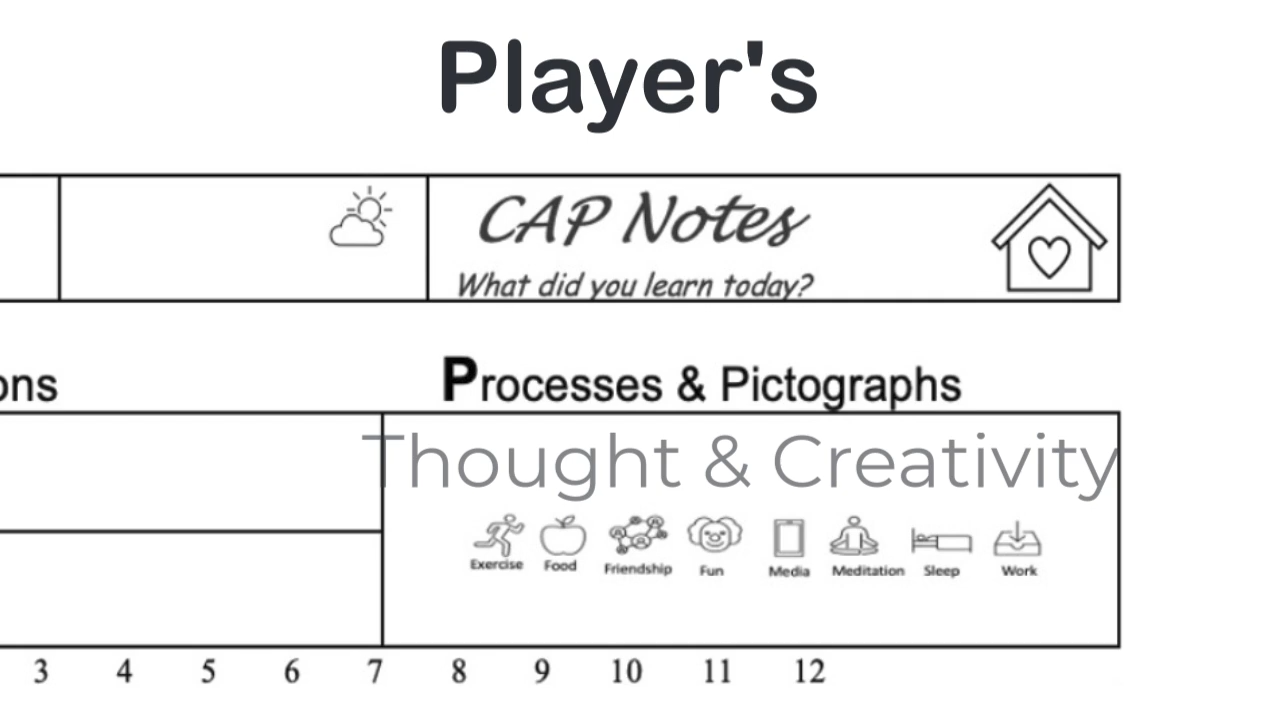 Player's
CAP Notes
What did you learn today?
ons
Processes & Pictographs
Thought & Creativity
Exercise Food Friendship Fun Media Meditation Sleep Work
3 4 5 6 7 8 9 10 11 12